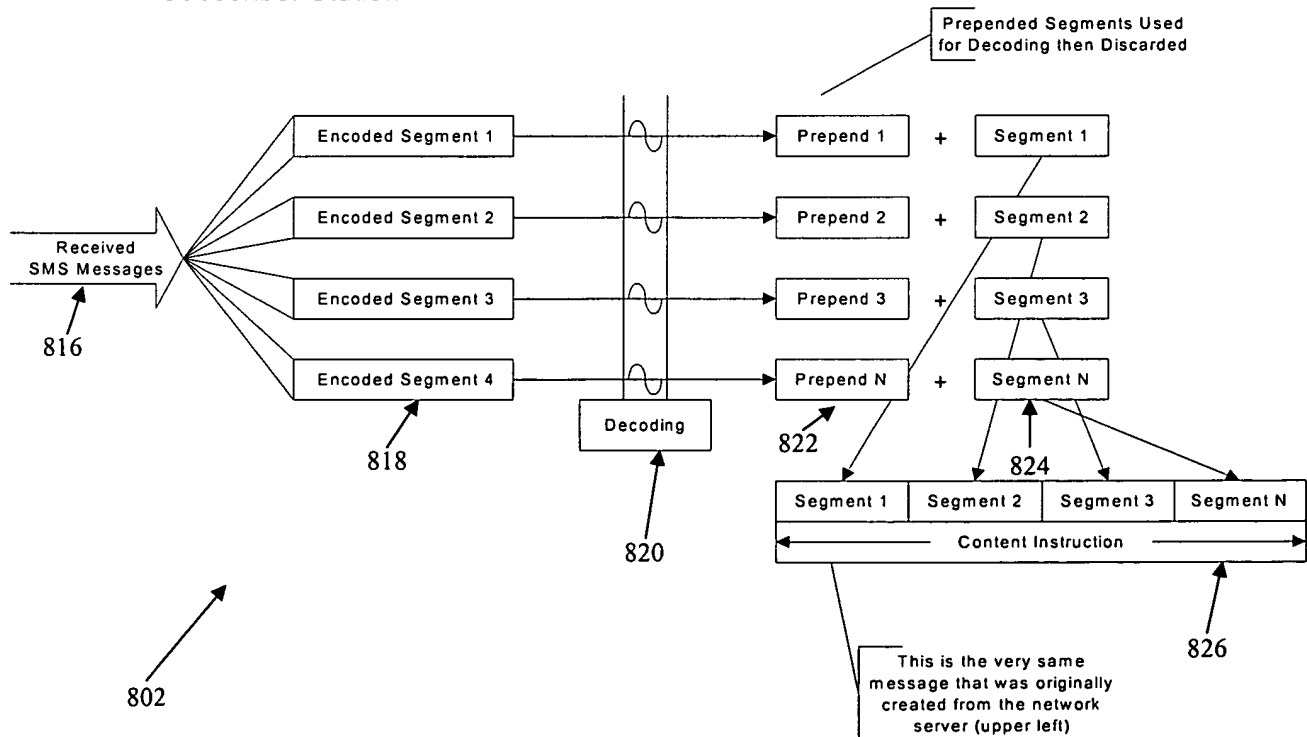 Prepended Segments Used
for Decoding then Discarded
Encoded Segment 1
Prepend 1
+
Segment 1
Encoded Segment 2
Prepend 2
+
Segment 2
Received
SMS Messages
Encoded Segment 3
Prepend 3
+
Segment 3
816
Encoded Segment 4
Prepend N
+
Segment N
Decoding
822
818
824
820
Segment 1
Segment 2
Segment 3
Segment N
Content Instruction
826
802
This is the very same
message that was originally
created from the network
server (upper left)